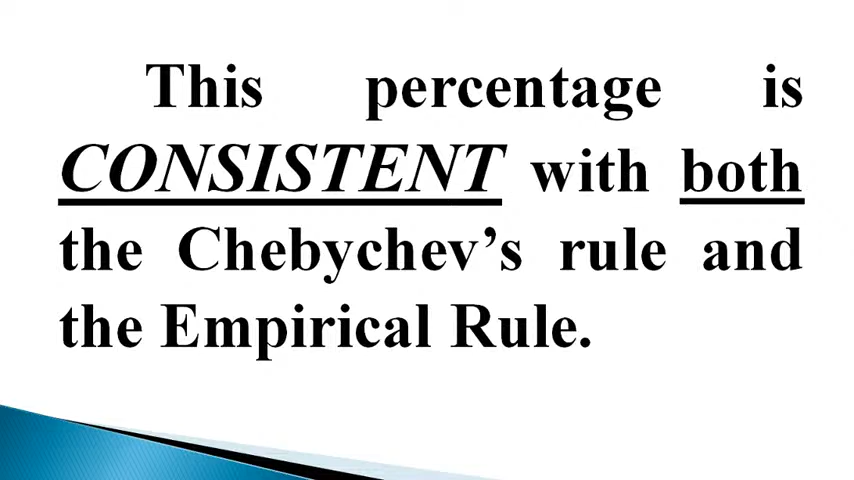 This percentage is
CONSISTENT with both
the Chebychev’s rule and
the Empirical Rule.